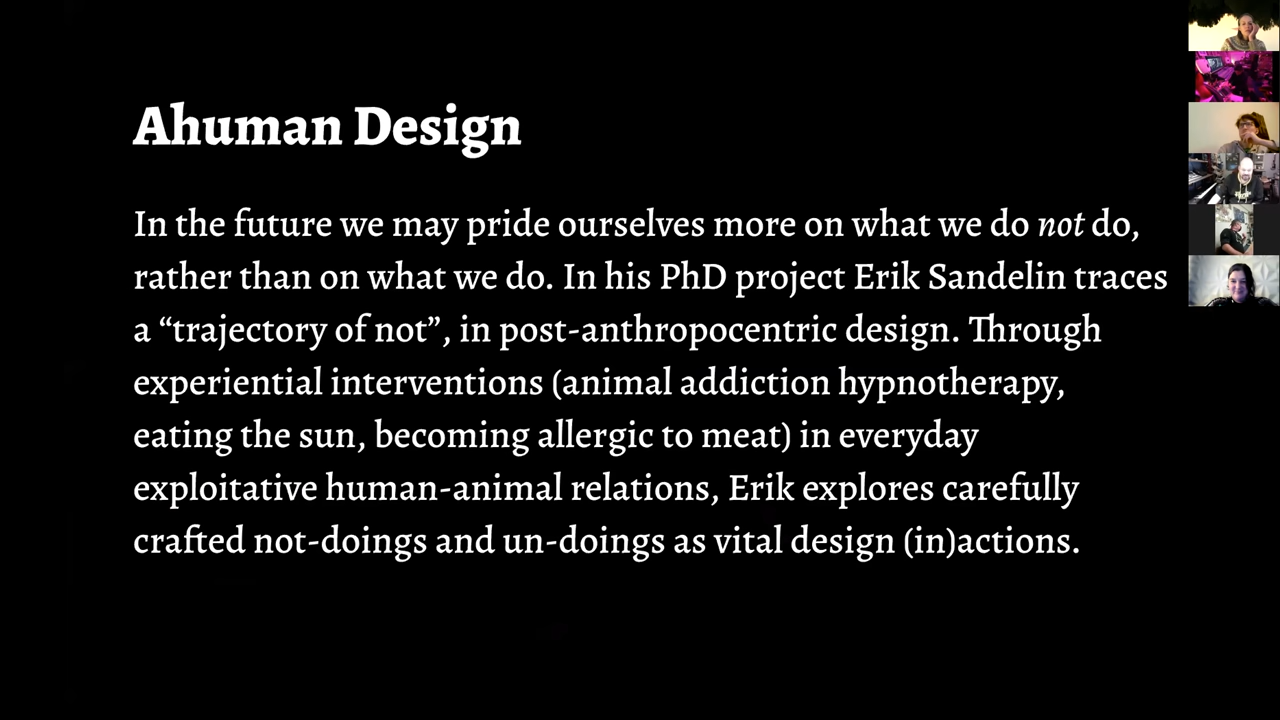 Ahuman Design
In the future we may pride ourselves more on what we do not do,
rather than on what we do. In his PhD project Erik Sandelin traces
a “trajectory of not”, in post-anthropocentric design. Through
experiential interventions (animal addiction hypnotherapy,
eating the sun, becoming allergic to meat) in everyday
exploitative human-animal relations, Erik explores carefully
crafted not-doings and un-doings as vital design (in)actions.